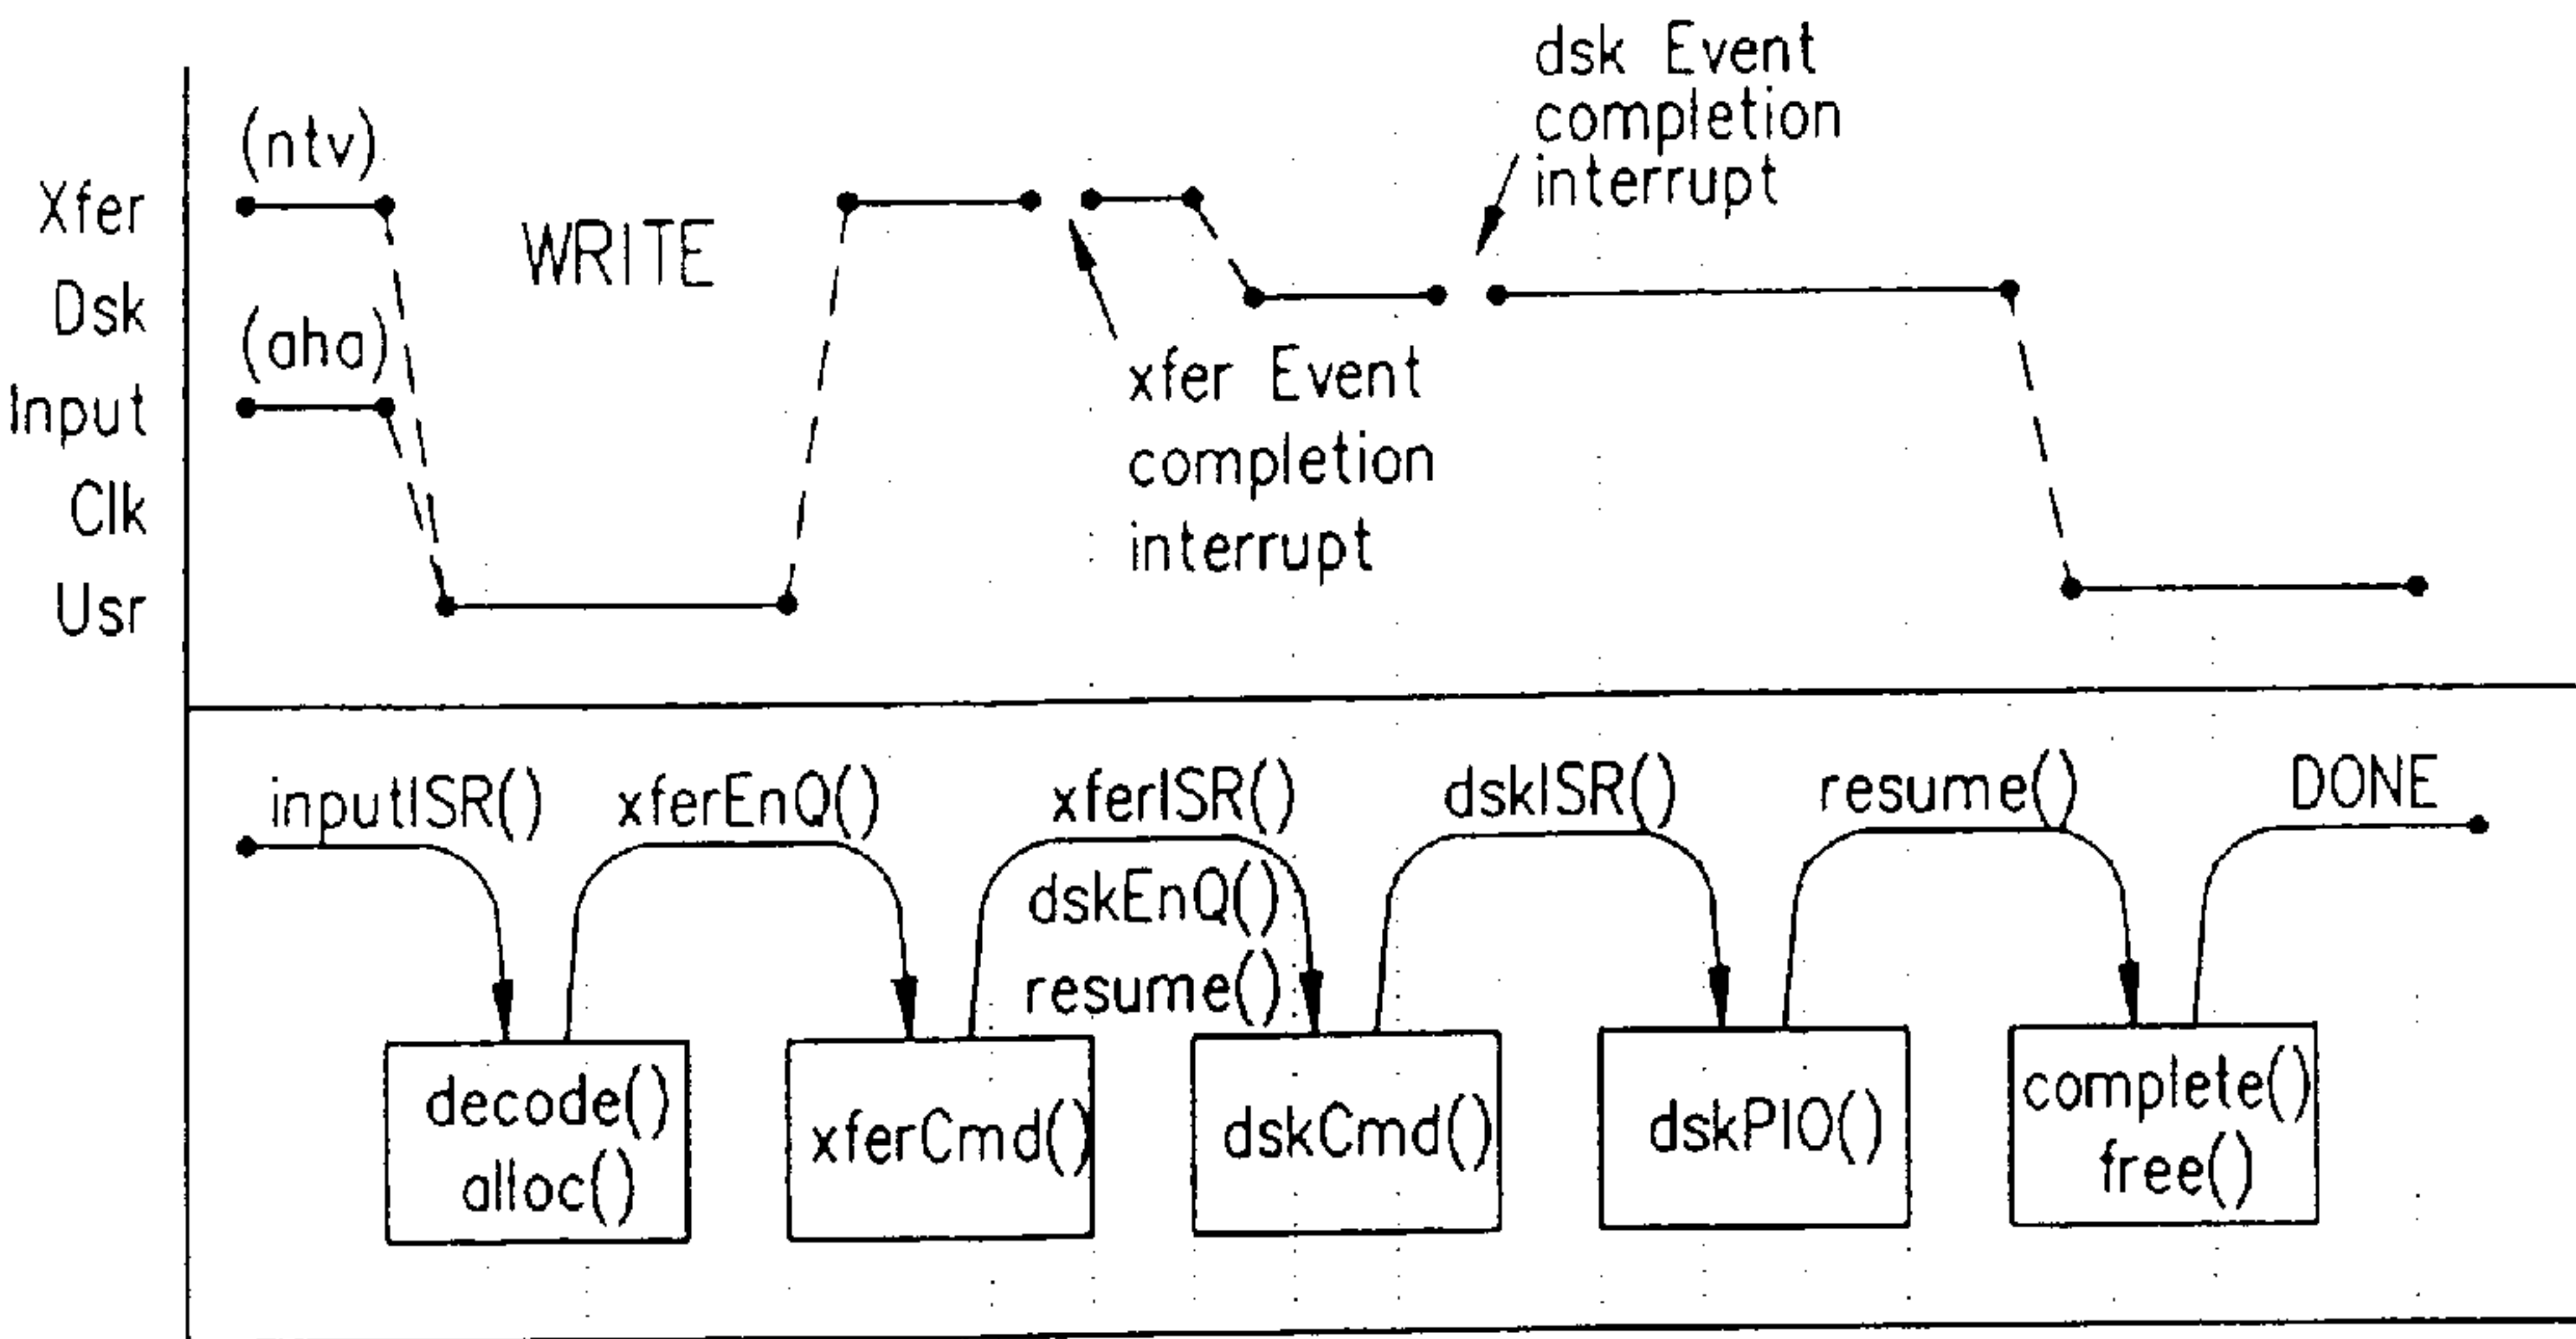 dsk Event
completion
interrupt
(ntv)
Xfer
WRITE
Dsk
(aha)
xfer Event
completion
interrupt
Input
Clk
Usr
inputISR()
xferEnQ()
xferISR()
dskEnQ()
resume()
dskISR()
resume()
DONE
decode()
alloc()
xferCmd()
dskCmd()
dskPIO()
complete()
free()